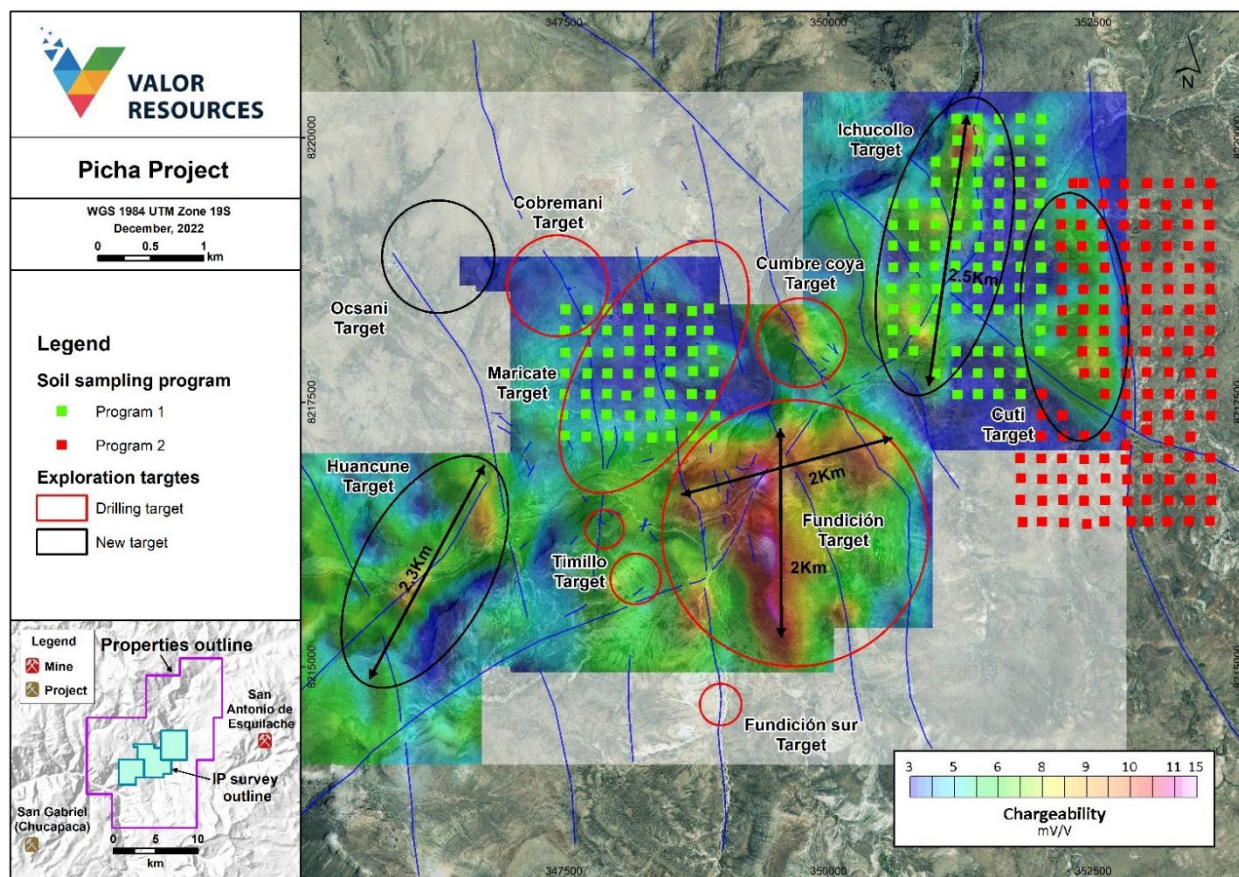 VALOR
RESOURCES
Picha Project
WGS 1984 UTM Zone 19S
December, 2022
0 0.5 1
km
Legend
Soil sampling program
Program 1
Program 2
Exploration targtes
Drilling target
New target
Legend
Mine
Project
Properties outline
San
Antonio de
Esquilache
IP survey
outline
San Gabriel
(Chucapaca)
0 5 10
km
347500
350000
352500
N
8220000
8220000
Ichucollo
Target
Cobremani
Target
Cumbre coya
Target
2.5Km
Ocsani
Target
Maricate
Target
8217500
8217500
Cuti
Target
Huancune
Target
2Km
Fundición
Target
2.3Km
Timillo
Target
2Km
8215000
8215000
Fundición sur
Target
3 5 6 8 9 10 11 15
Chargeability
mV/V
347500
350000
352500